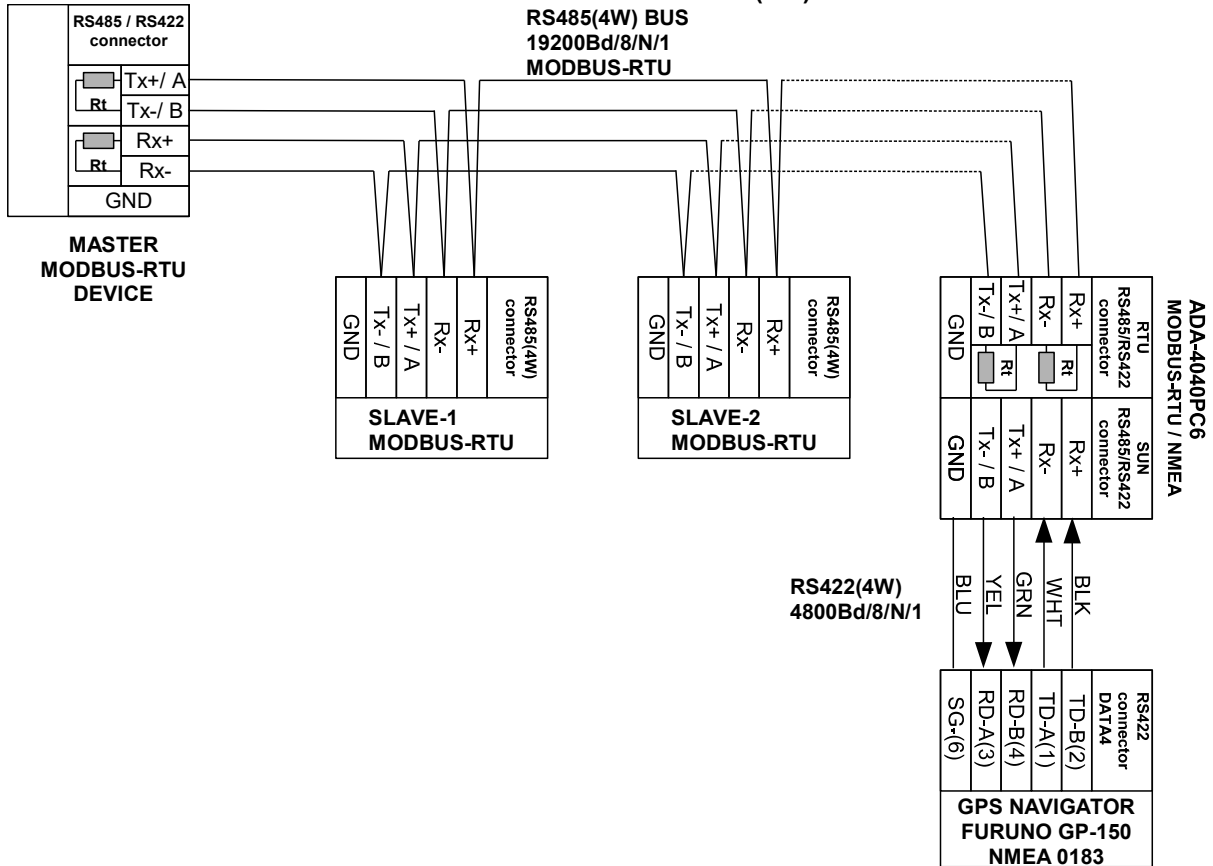 RS485 / RS422
connector
Tx+/ A
Rt
Tx-/ B
Rx+
Rt
Rx-
GND
MASTER
MODBUS-RTU
DEVICE
RS485(4W) BUS
19200Bd/8/N/1
MODBUS-RTU
RS485(4W)
connector
Rx+
Rx-
Tx+ / A
Tx- / B
GND
SLAVE-1
MODBUS-RTU
RS485(4W)
connector
Rx+
Rx-
Tx+ / A
Tx- / B
GND
SLAVE-2
MODBUS-RTU
ADA-4040PC6
MODBUS-RTU / NMEA
RTU
RS485/RS422
connector
Rx+
Rx-
Tx+/ A
Tx-/ B
GND
Rt
Rt
SUN
RS485/RS422
connector
Rx+
Rx-
Tx+ / A
Tx- / B
GND
RS422(4W)
4800Bd/8/N/1
BLU
YEL
GRN
WHT
BLK
RS422
connector
DATA4
TD-B(2)
TD-A(1)
RD-B(4)
RD-A(3)
SG-(6)
GPS NAVIGATOR
FURUNO GP-150
NMEA 0183